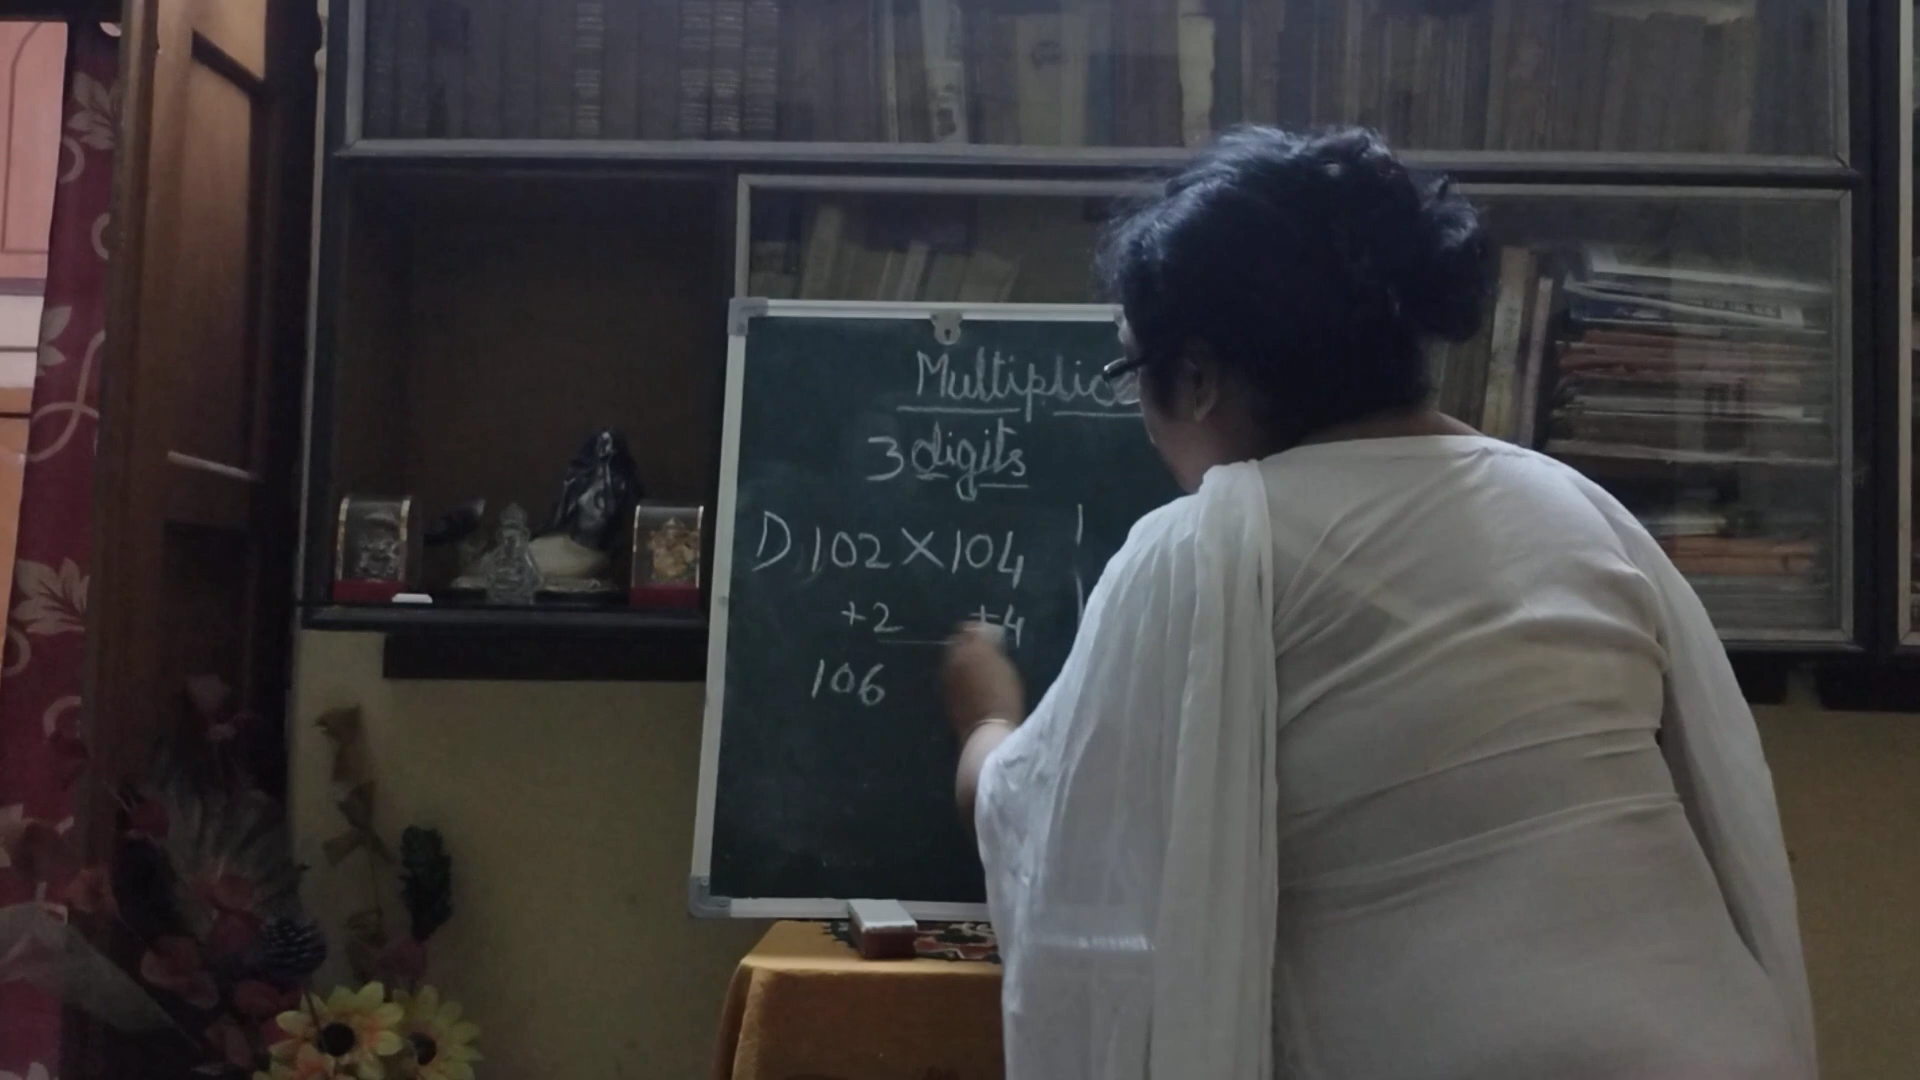 Multiplic
3 digits
1) 102 × 104
+2 +4
106